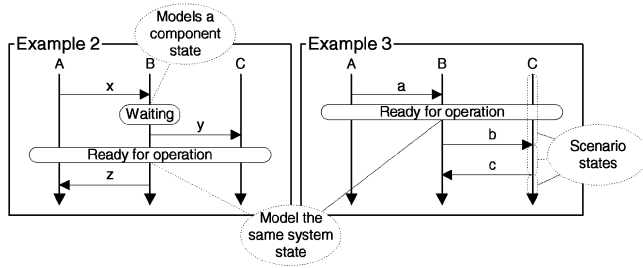 Models a
component
state
Example 2
A B C
x
Waiting
y
Ready for operation
z
Example 3
A B C
a
Ready for operation
b
c
Scenario
states
Model the
same system
state